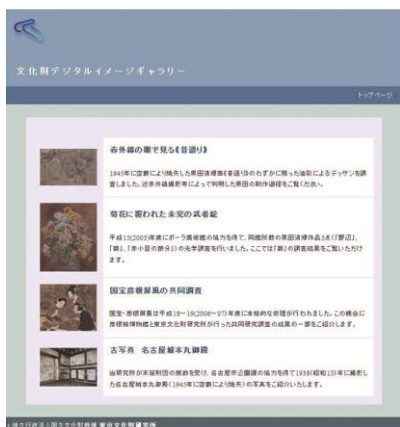 文化財デジタルイメージギャラリー
トップページ
赤外線の眼で見る《昔語り》
1945年に空襲により焼失した黒田清輝筆《昔語り》のわずかに残った油彩によるデッサンを調
査しました。近赤外線撮影等によって判明した黒田の制作過程をご覧ください。
菊花に覆われた未完の武者絵
平成15(2003)年度にポーラ美術館の協力を得て、同館所蔵の黒田清輝作品3点(「野辺」、
「菊」、「赤小豆の簸分」)の光学調査を行いました。ここでは「菊」の調査結果をご覧いただけ
ます。
国宝彦根屏風の共同調査
国宝・彦根屏風は平成18~19(2006~07)年度に本格的な修理が行われました。この機会に
彦根城博物館と東京文化財研究所が行った共同研究調査の成果の一部をご紹介します。
古写真 名古屋城本丸御殿
当研究所が末冨財団の援助を受け、名古屋市公園課の協力を得て1938(昭和13)年に撮影し
た名古屋城本丸御殿(1945年に空襲により焼失)の写真をご紹介いたします。
独立行政法人国立文化財機構 東京文化財研究所